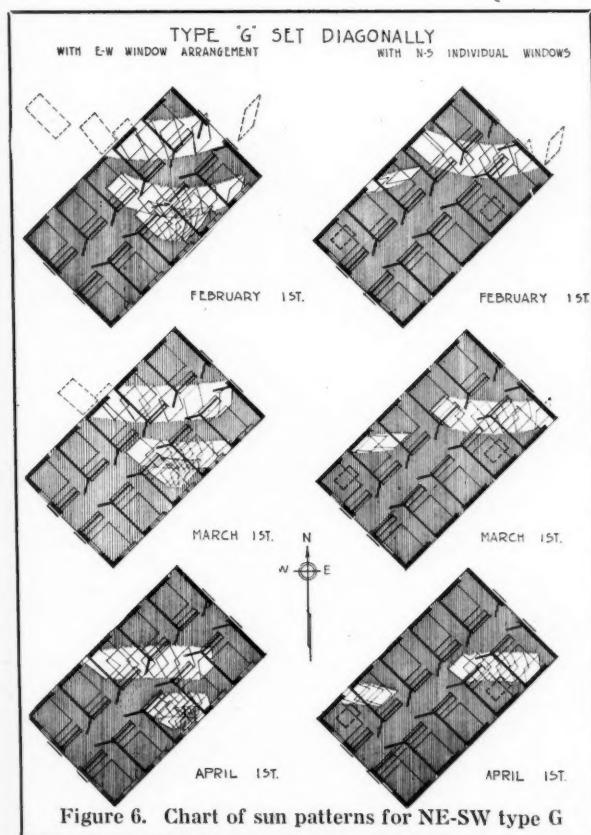 TYPE "G" SET DIAGONALLY
WITH E-W WINDOW ARRANGEMENT
WITH N-S INDIVIDUAL WINDOWS
FEBRUARY 1ST.
FEBRUARY 1ST.
MARCH 1ST.
MARCH 1ST.
N
W E
APRIL 1ST.
APRIL 1ST.
Figure 6. Chart of sun patterns for NE-SW type G